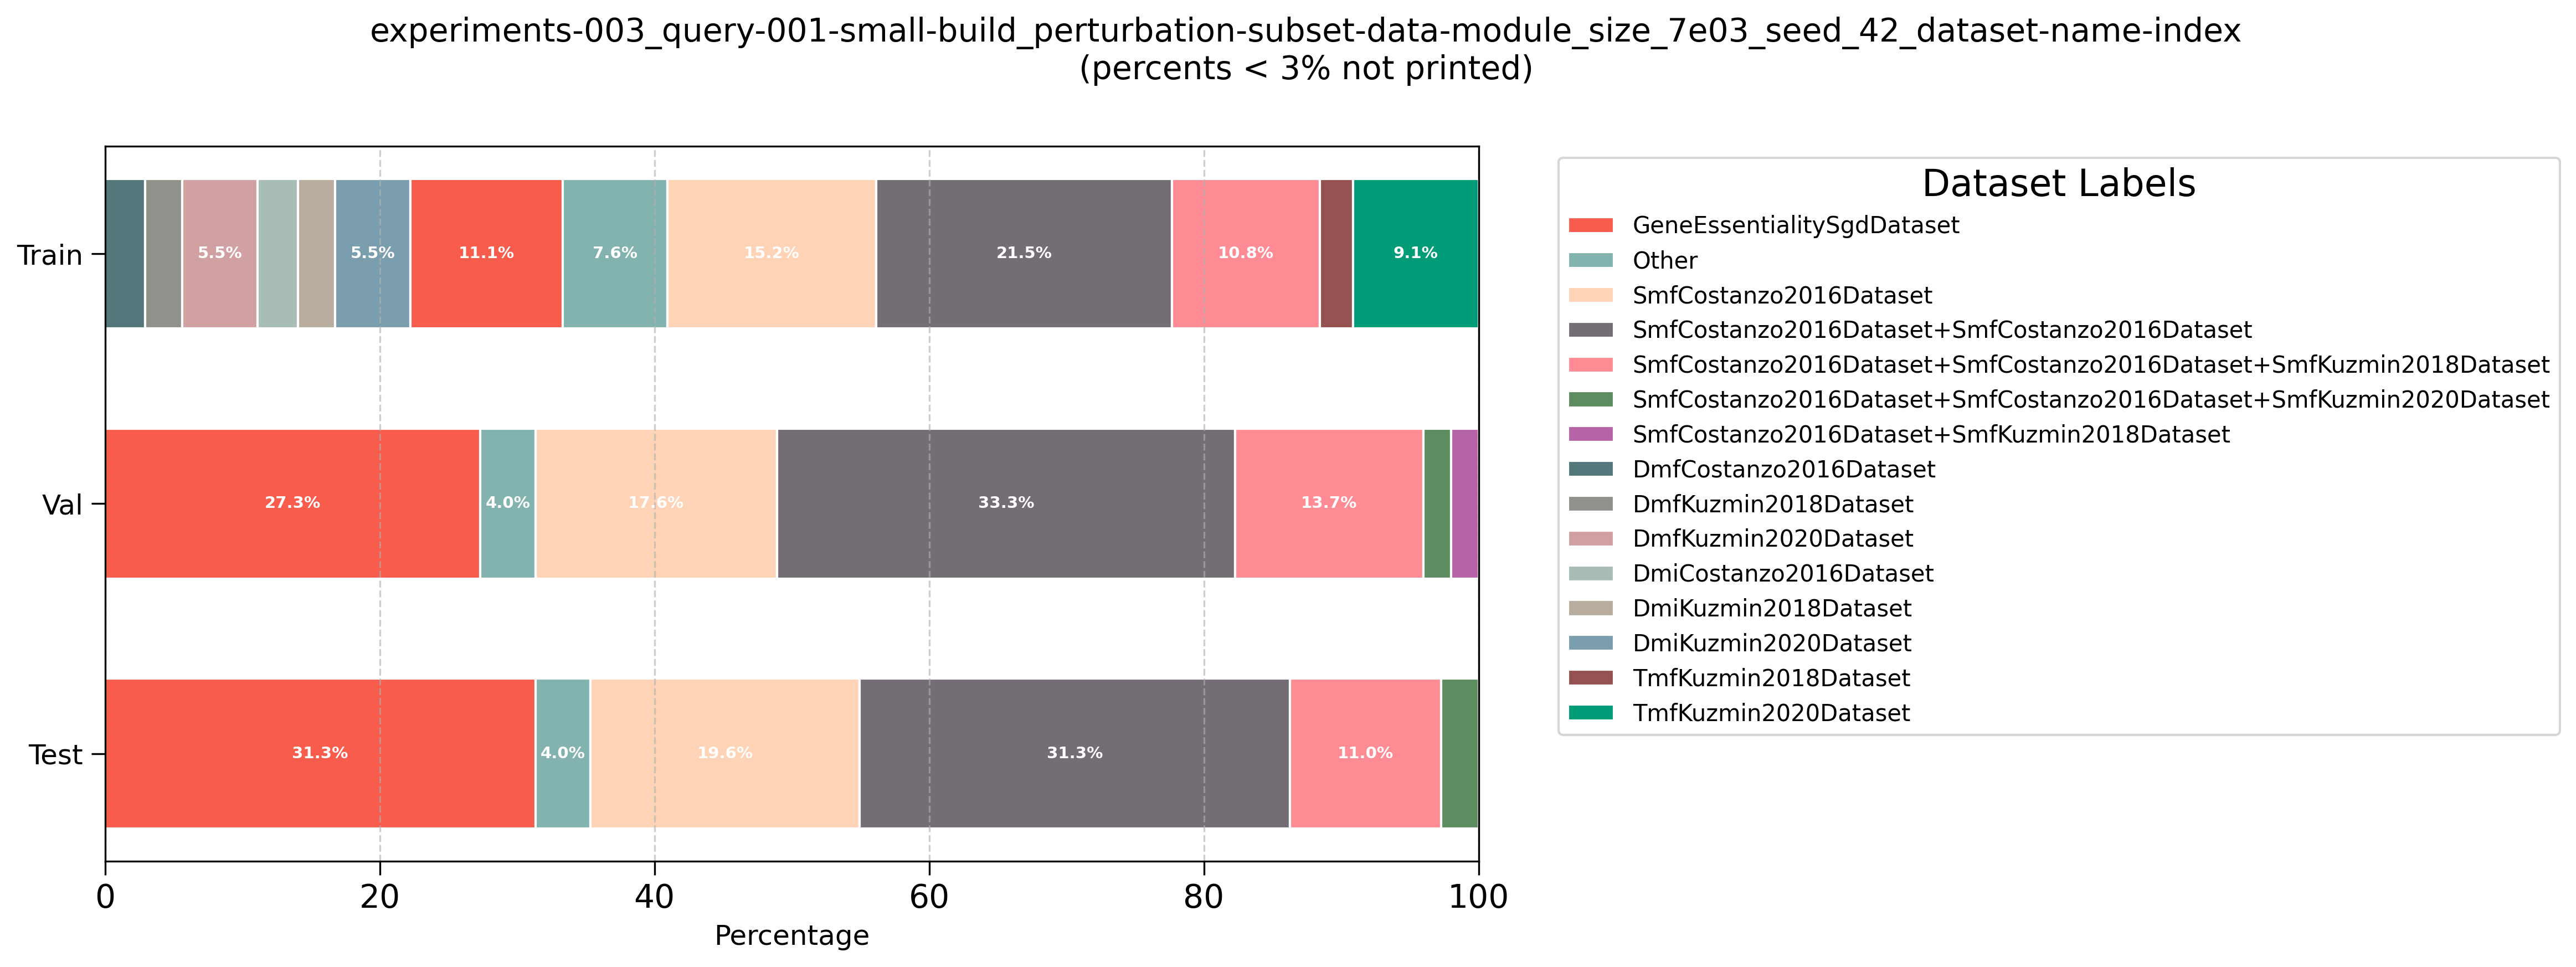 experiments-003_query-001-small-build_perturbation-subset-data-module_size_7e03_seed_42_dataset-name-index
(percents < 3% not printed)
Train
5.5%
5.5%
11.1%
7.6%
15.2%
21.5%
10.8%
9.1%
Val
27.3%
4.0%
17.6%
33.3%
13.7%
Test
31.3%
4.0%
19.6%
31.3%
11.0%
0 20 40 60 80 100
Percentage
Dataset Labels
GeneEssentialitySgdDataset
Other
SmfCostanzo2016Dataset
SmfCostanzo2016Dataset+SmfCostanzo2016Dataset
SmfCostanzo2016Dataset+SmfCostanzo2016Dataset+SmfKuzmin2018Dataset
SmfCostanzo2016Dataset+SmfCostanzo2016Dataset+SmfKuzmin2020Dataset
SmfCostanzo2016Dataset+SmfKuzmin2018Dataset
DmfCostanzo2016Dataset
DmfKuzmin2018Dataset
DmfKuzmin2020Dataset
DmiCostanzo2016Dataset
DmiKuzmin2018Dataset
DmiKuzmin2020Dataset
TmfKuzmin2018Dataset
TmfKuzmin2020Dataset